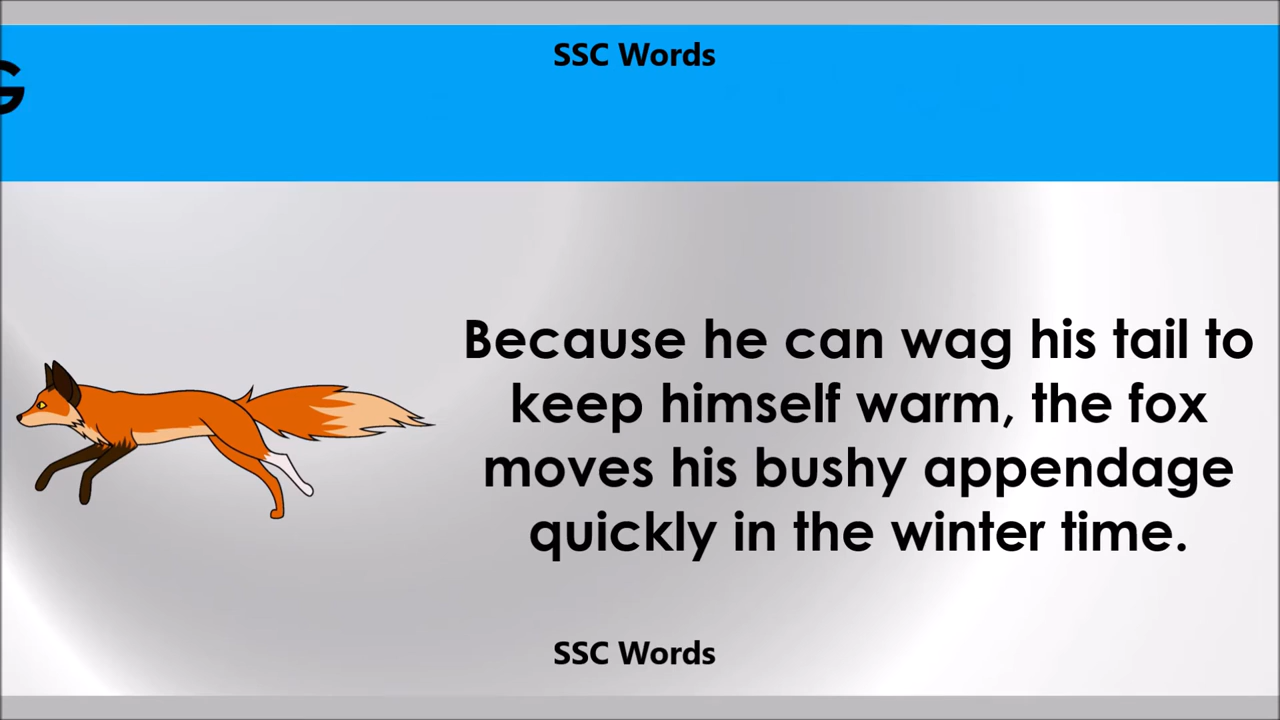 SSC Words
G
Because he can wag his tail to
keep himself warm, the fox
moves his bushy appendage
quickly in the winter time.
SSC Words